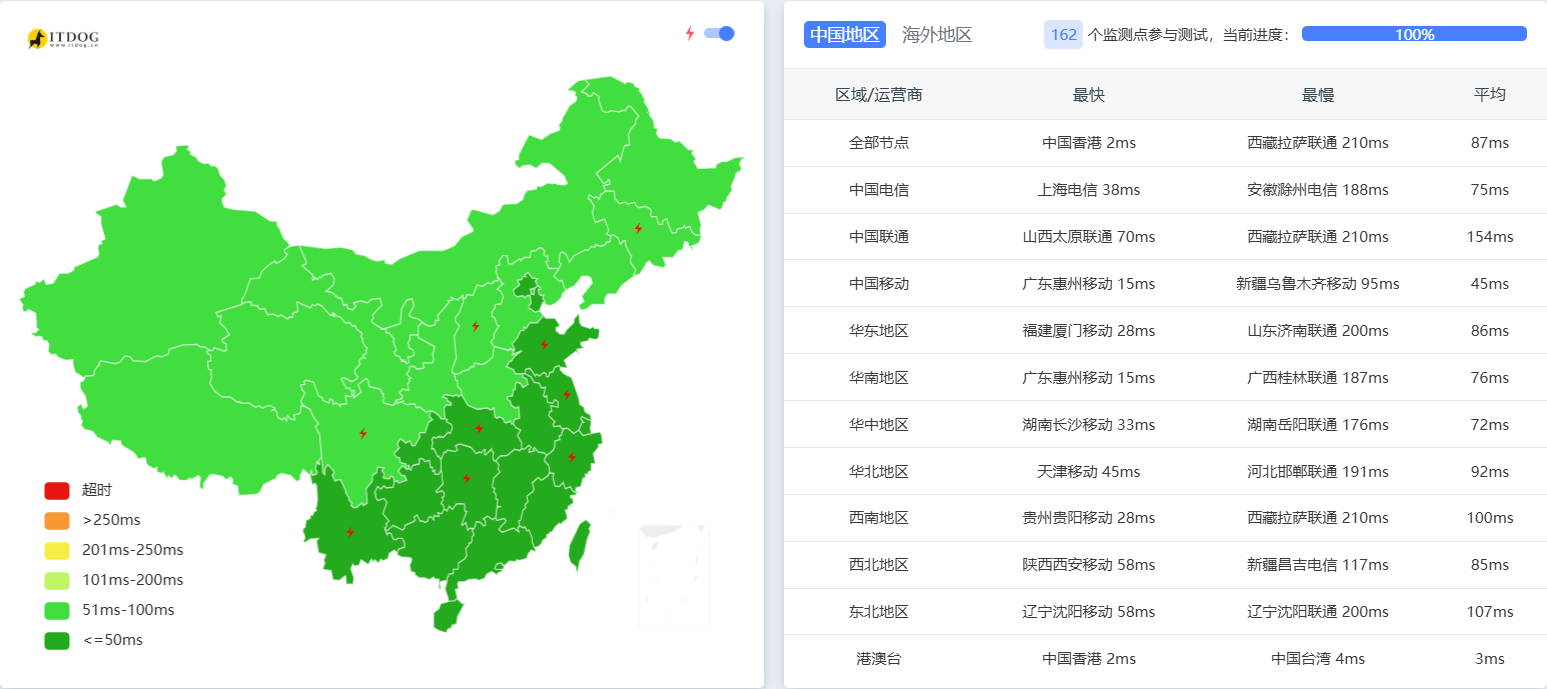 ITDOG
www.itdog.cn
超时
>250ms
201ms-250ms
101ms-200ms
51ms-100ms
<=50ms
中国地区 海外地区 162 个监测点参与测试，当前进度： 100%
区域/运营商 最快 最慢 平均
全部节点 中国香港 2ms 西藏拉萨联通 210ms 87ms
中国电信 上海电信 38ms 安徽滁州电信 188ms 75ms
中国联通 山西太原联通 70ms 西藏拉萨联通 210ms 154ms
中国移动 广东惠州移动 15ms 新疆乌鲁木齐移动 95ms 45ms
华东地区 福建厦门移动 28ms 山东济南联通 200ms 86ms
华南地区 广东惠州移动 15ms 广西桂林联通 187ms 76ms
华中地区 湖南长沙移动 33ms 湖南岳阳联通 176ms 72ms
华北地区 天津移动 45ms 河北邯郸联通 191ms 92ms
西南地区 贵州贵阳移动 28ms 西藏拉萨联通 210ms 100ms
西北地区 陕西西安移动 58ms 新疆昌吉电信 117ms 85ms
东北地区 辽宁沈阳移动 58ms 辽宁沈阳联通 200ms 107ms
港澳台 中国香港 2ms 中国台湾 4ms 3ms